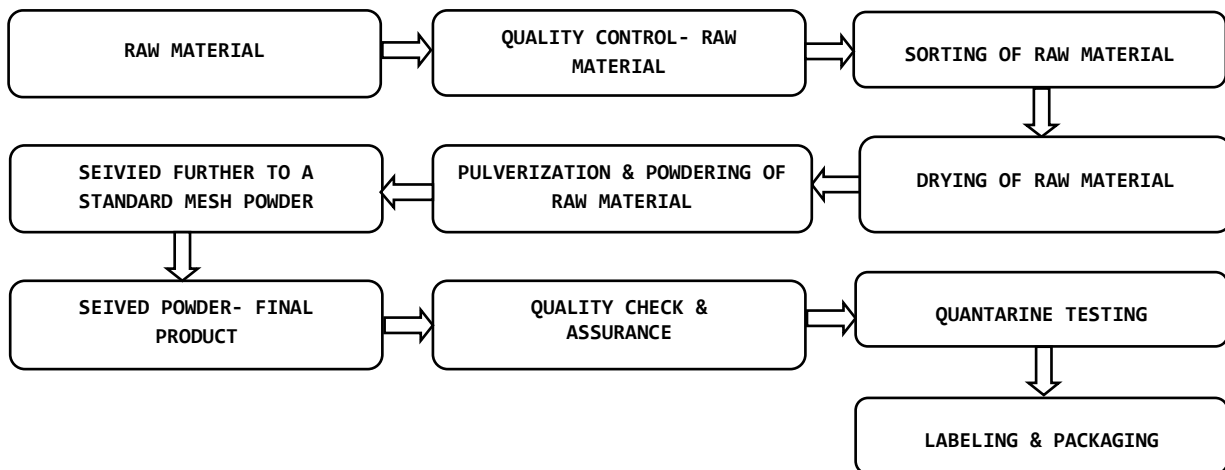 RAW MATERIAL
QUALITY CONTROL- RAW
MATERIAL
SORTING OF RAW MATERIAL
DRYING OF RAW MATERIAL
PULVERIZATION & POWDERING OF
RAW MATERIAL
SEIVIED FURTHER TO A
STANDARD MESH POWDER
SEIVED POWDER- FINAL
PRODUCT
QUALITY CHECK &
ASSURANCE
QUANTARINE TESTING
LABELING & PACKAGING